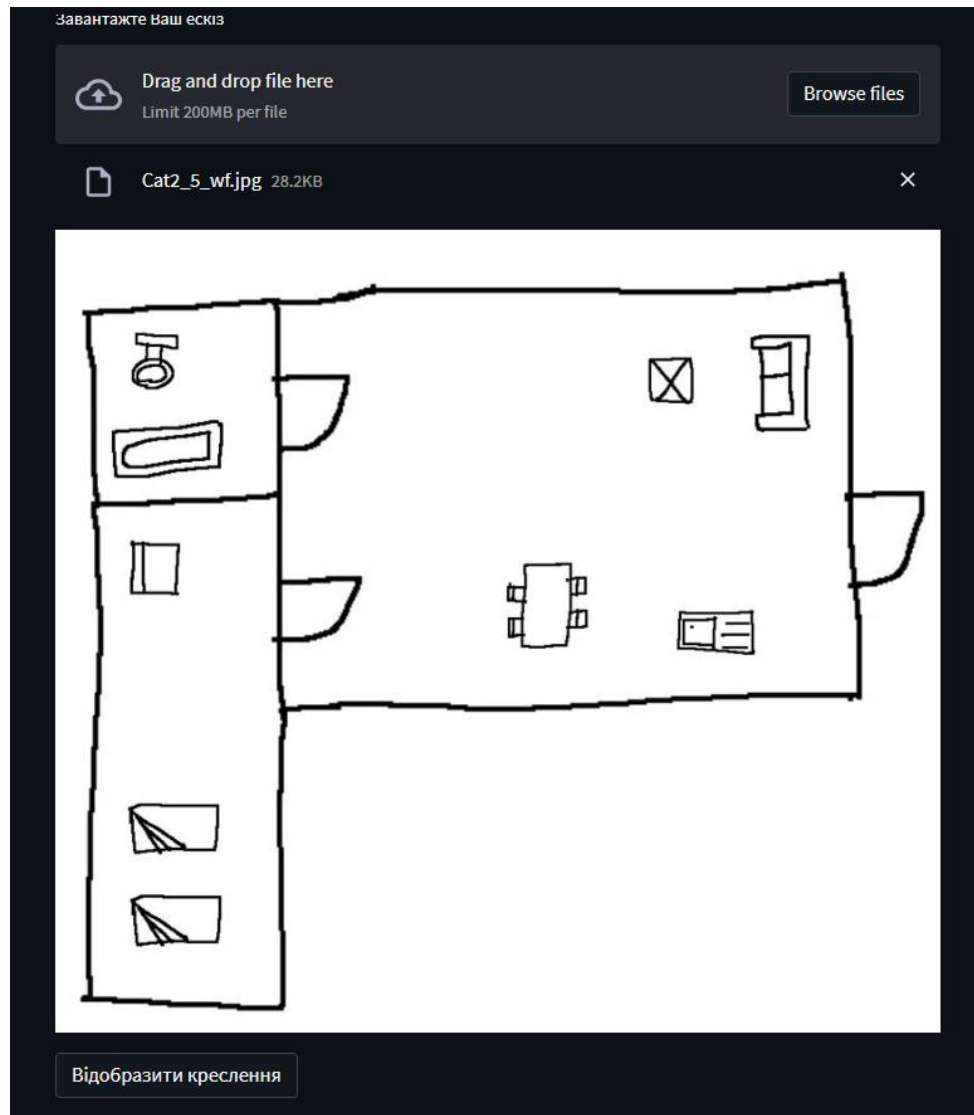 Завантажте Ваш ескіз
Drag and drop file here
Limit 200MB per file
Browse files
Cat2_5_wf.jpg 28.2KB
Відобразити креслення